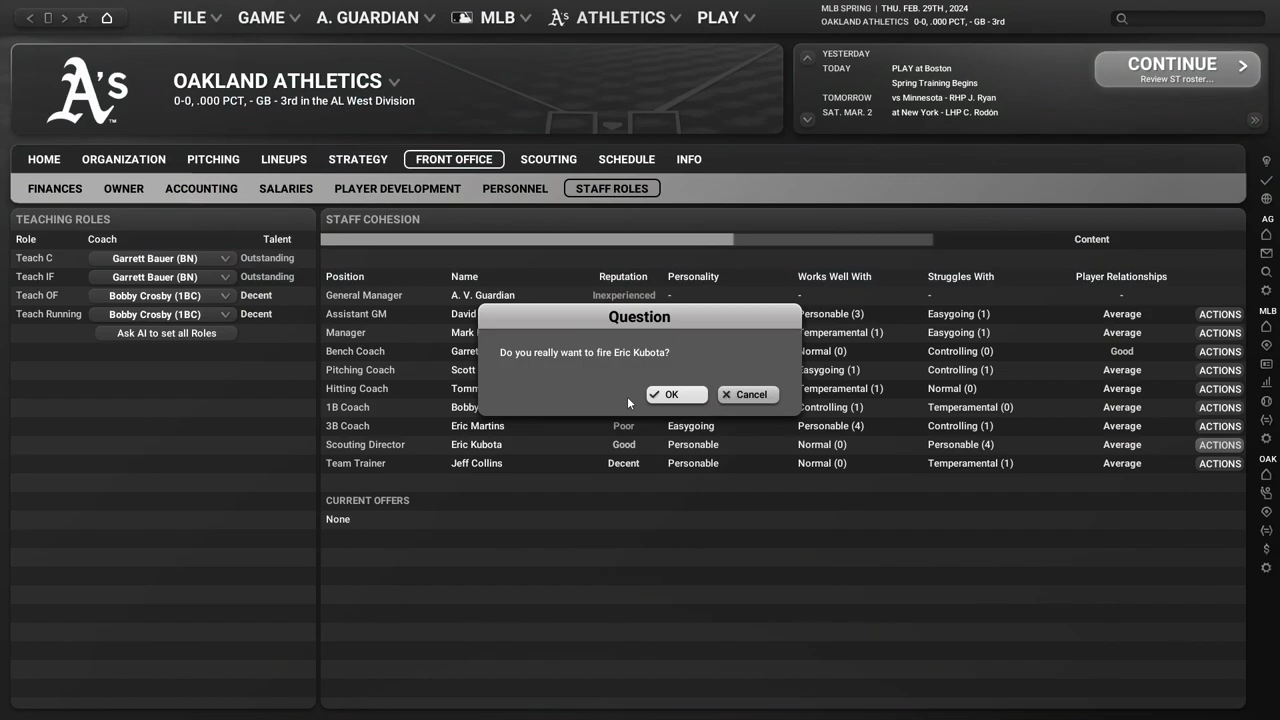 FILE GAME A. GUARDIAN MLB A's ATHLETICS PLAY
MLB SPRING | THU. FEB. 29TH , 2024
OAKLAND ATHLETICS 0-0, .000 PCT, - GB - 3rd
A's
OAKLAND ATHLETICS
0-0, .000 PCT, - GB - 3rd in the AL West Division
YESTERDAY
TODAY PLAY at Boston
Spring Training Begins
TOMORROW vs Minnesota - RHP J. Ryan
SAT. MAR. 2 at New York - LHP C. Rodón
CONTINUE
Review ST roster...
HOME ORGANIZATION PITCHING LINEUPS STRATEGY FRONT OFFICE SCOUTING SCHEDULE INFO
FINANCES OWNER ACCOUNTING SALARIES PLAYER DEVELOPMENT PERSONNEL STAFF ROLES
TEACHING ROLES
Role Coach Talent
Teach C Garrett Bauer (BN) Outstanding
Teach IF Garrett Bauer (BN) Outstanding
Teach OF Bobby Crosby (1BC) Decent
Teach Running Bobby Crosby (1BC) Decent
Ask AI to set all Roles
STAFF COHESION
Content
Position Name Reputation Personality Works Well With Struggles With Player Relationships
General Manager A. V. Guardian Inexperienced - - - -
Assistant GM David Personable (3) Easygoing (1) Average ACTIONS
Manager Mark Temperamental (1) Easygoing (1) Average ACTIONS
Bench Coach Garret Normal (0) Controlling (0) Good ACTIONS
Pitching Coach Scott Easygoing (1) Controlling (1) Average ACTIONS
Hitting Coach Tomm Temperamental (1) Normal (0) Average ACTIONS
1B Coach Bobby Controlling (1) Temperamental (0) Average ACTIONS
3B Coach Eric Martins Poor Easygoing Personable (4) Controlling (1) Average ACTIONS
Scouting Director Eric Kubota Good Personable Normal (0) Personable (4) Average ACTIONS
Team Trainer Jeff Collins Decent Personable Normal (0) Temperamental (1) Average ACTIONS
CURRENT OFFERS
None
Question
Do you really want to fire Eric Kubota?
OK Cancel
AG
MLB
OAK